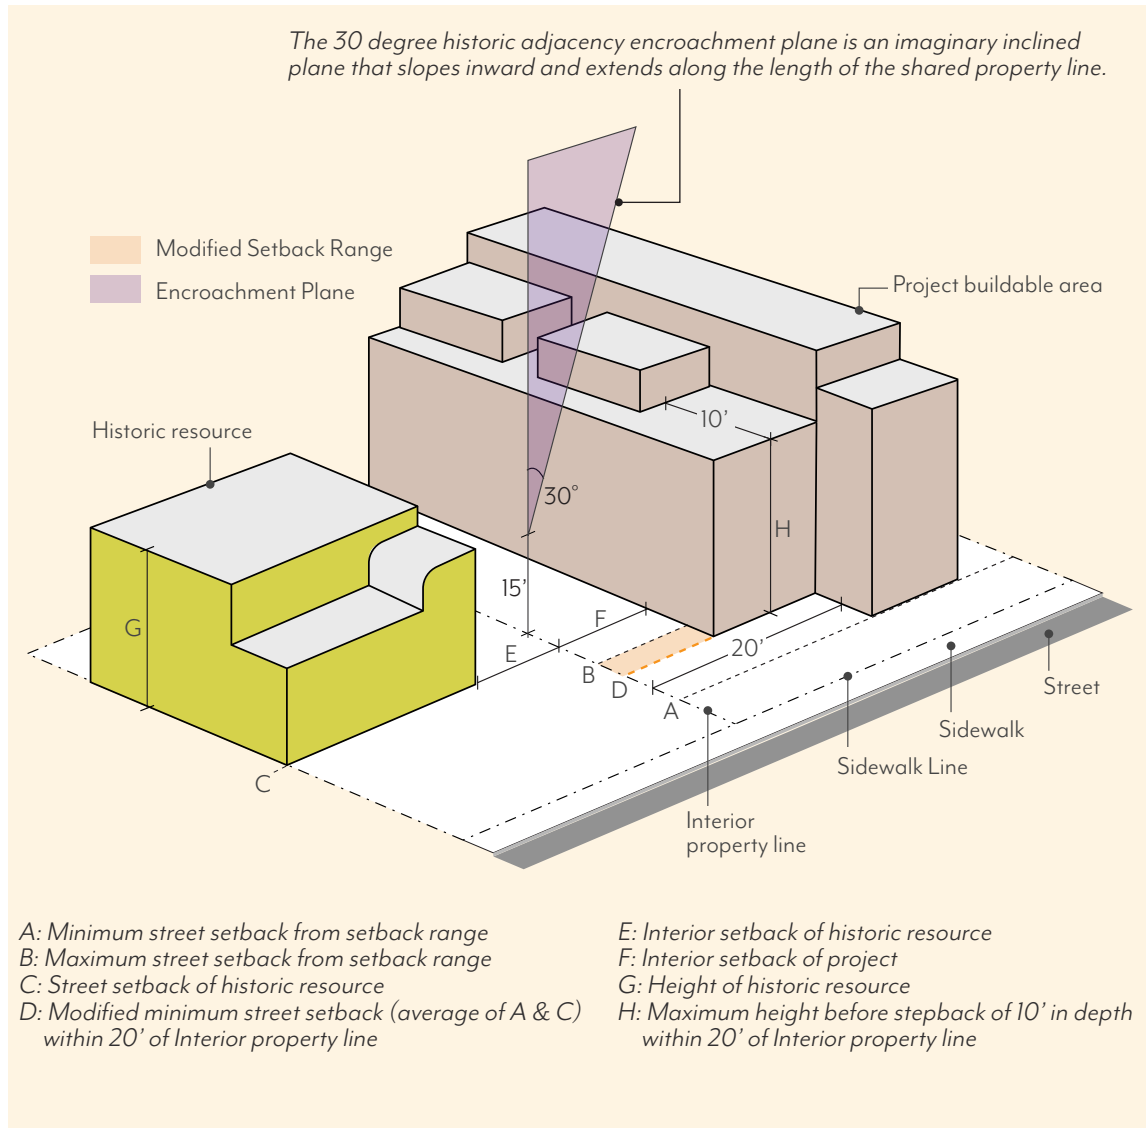 The 30 degree historic adjacency encroachment plane is an imaginary inclined
plane that slopes inward and extends along the length of the shared property line.
Modified Setback Range
Encroachment Plane
Project buildable area
Historic resource
10’
30°
H
15’
G
F
E
20’
B
D
A
C
Street
Sidewalk
Sidewalk Line
Interior
property line
A: Minimum street setback from setback range
B: Maximum street setback from setback range
C: Street setback of historic resource
D: Modified minimum street setback (average of A & C)
within 20’ of Interior property line
E: Interior setback of historic resource
F: Interior setback of project
G: Height of historic resource
H: Maximum height before stepback of 10’ in depth
within 20’ of Interior property line